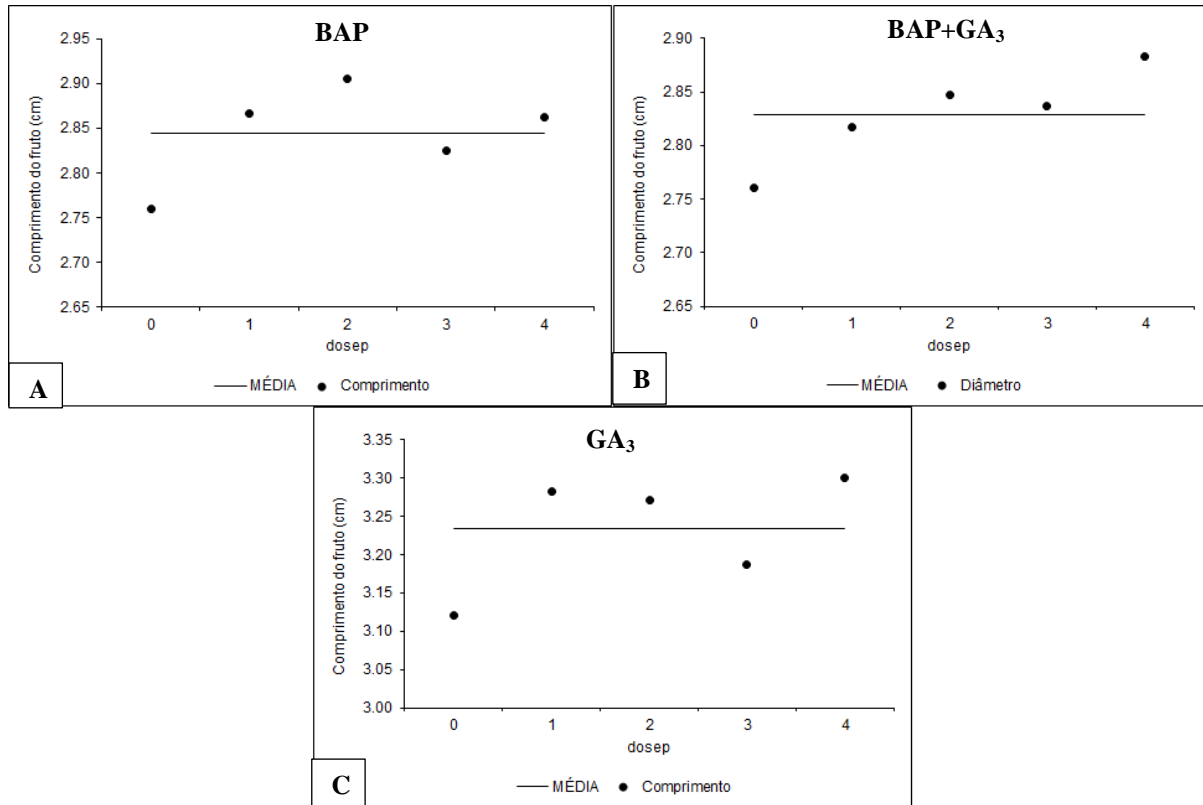 BAP
Comprimento do fruto (cm)
2.95
2.90
2.85
2.80
2.75
2.70
2.65
0 1 2 3 4
dosep
MÉDIA Comprimento
A
BAP+GA₃
Comprimento do fruto (cm)
2.90
2.85
2.80
2.75
2.70
2.65
0 1 2 3 4
dosep
MÉDIA Diâmetro
B
GA₃
Comprimento do fruto (cm)
3.35
3.30
3.25
3.20
3.15
3.10
3.05
3.00
0 1 2 3 4
dosep
MÉDIA Comprimento
C